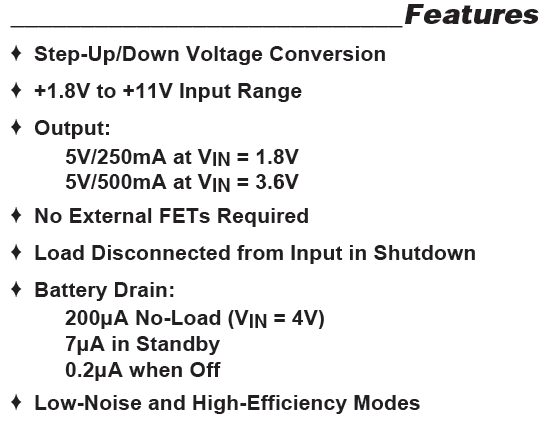 Features
♦ Step-Up/Down Voltage Conversion
♦ +1.8V to +11V Input Range
♦ Output:
5V/250mA at VIN = 1.8V
5V/500mA at VIN = 3.6V
♦ No External FETs Required
♦ Load Disconnected from Input in Shutdown
♦ Battery Drain:
200µA No-Load (VIN = 4V)
7µA in Standby
0.2µA when Off
♦ Low-Noise and High-Efficiency Modes